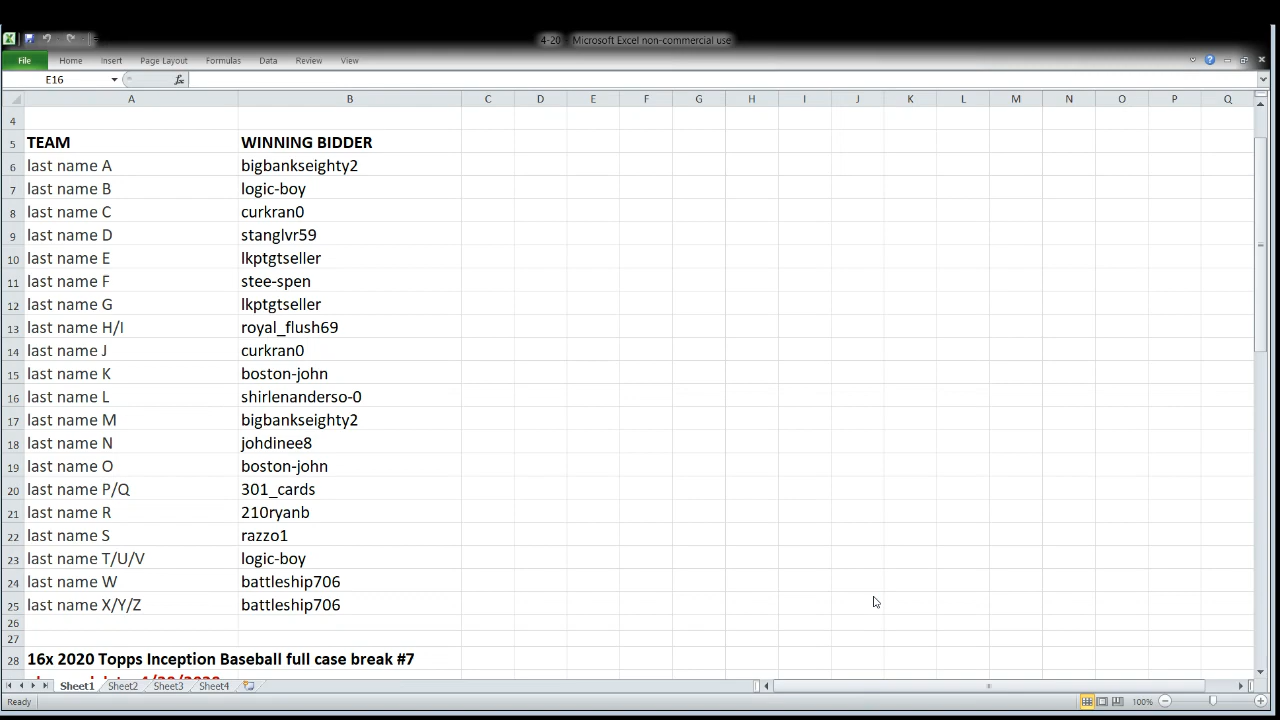 4-20 - Microsoft Excel non-commercial use
File Home Insert Page Layout Formulas Data Review View
E16 fx
A B C D E F G H I J K L M N O P Q
4
5 TEAM WINNING BIDDER
6 last name A bigbankseighty2
7 last name B logic-boy
8 last name C curkran0
9 last name D stanglvr59
10 last name E lkptgtseller
11 last name F stee-spen
12 last name G lkptgtseller
13 last name H/I royal_flush69
14 last name J curkran0
15 last name K boston-john
16 last name L shirlenanderso-0
17 last name M bigbankseighty2
18 last name N johdinee8
19 last name O boston-john
20 last name P/Q 301_cards
21 last name R 210ryanb
22 last name S razzo1
23 last name T/U/V logic-boy
24 last name W battleship706
25 last name X/Y/Z battleship706
26
27
28 16x 2020 Topps Inception Baseball full case break #7
Sheet1 Sheet2 Sheet3 Sheet4
Ready 100%